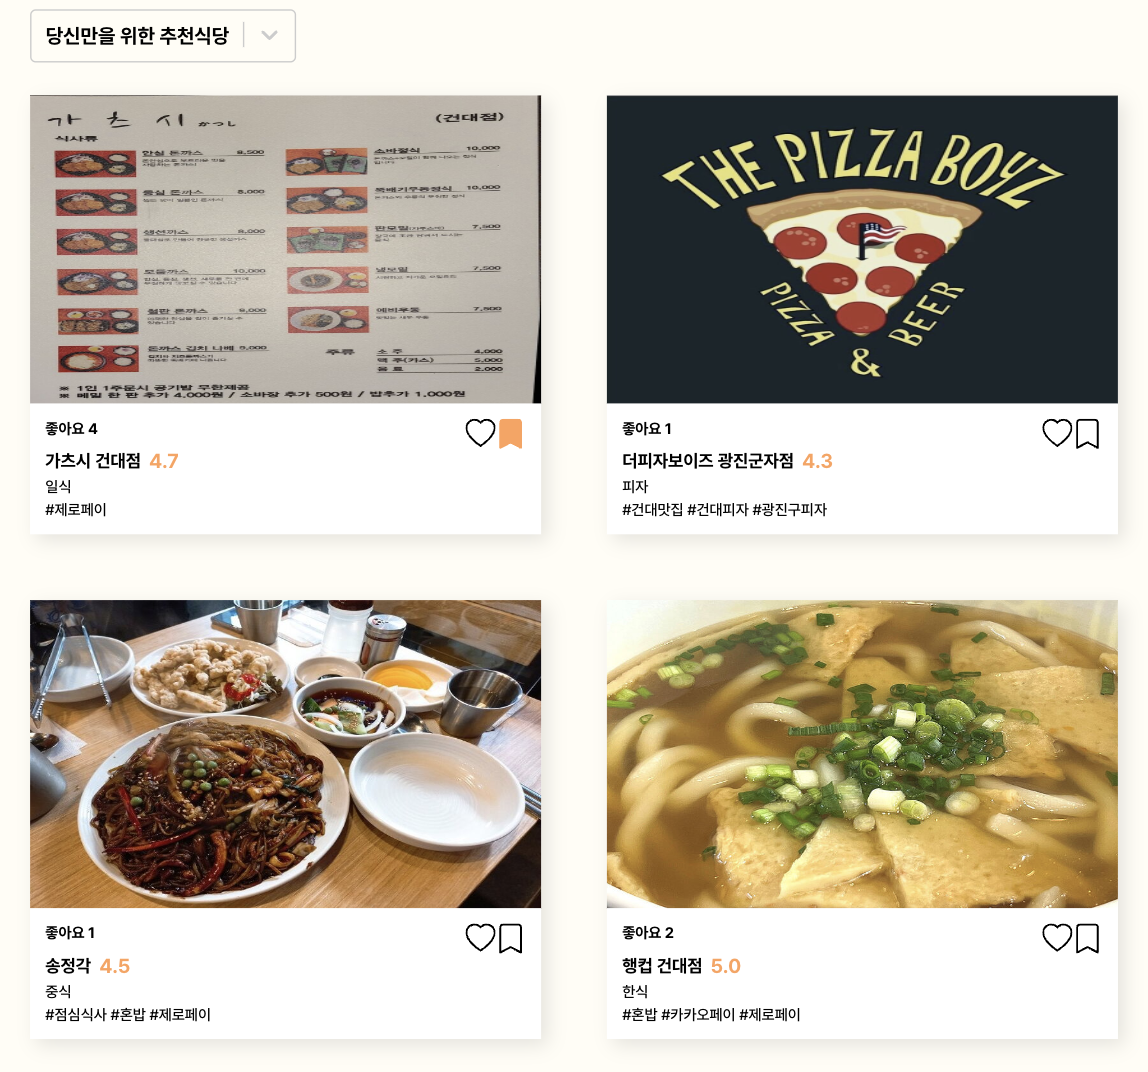 당신만을 위한 추천식당
가츠시 かつし (건대점)
식사류
안심 돈까스 8,500
등심 돈까스 8,000
생선까스 8,000
모듬까스 10,000
철판 돈까스 9,000
돈까스 김치 나베 9,000
소바정식 10,000
뚝배기우동정식 10,000
판모밀 7,500
냉모밀 7,500
에비우동 7,500
주류
소 주 4,000
맥 주(카스) 5,000
음 료 2,000
※ 1인 1주문시 공기밥 무한제공
※ 메밀 한 판 추가 4,000원 / 소바장 추가 500원 / 밥추가 1,000원
THE PIZZA BOYZ
PIZZA & BEER
좋아요 4
가츠시 건대점 4.7
일식
#제로페이
좋아요 1
더피자보이즈 광진군자점 4.3
피자
#건대맛집 #건대피자 #광진구피자
좋아요 1
송정각 4.5
중식
#점심식사 #혼밥 #제로페이
좋아요 2
행컵 건대점 5.0
한식
#혼밥 #카카오페이 #제로페이